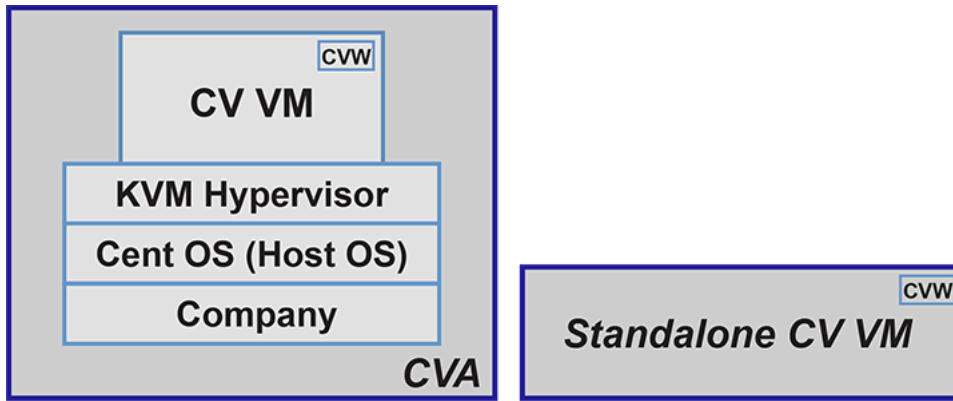 CVW
CV VM
KVM Hypervisor
Cent OS (Host OS)
Company
CVA
CVW
Standalone CV VM